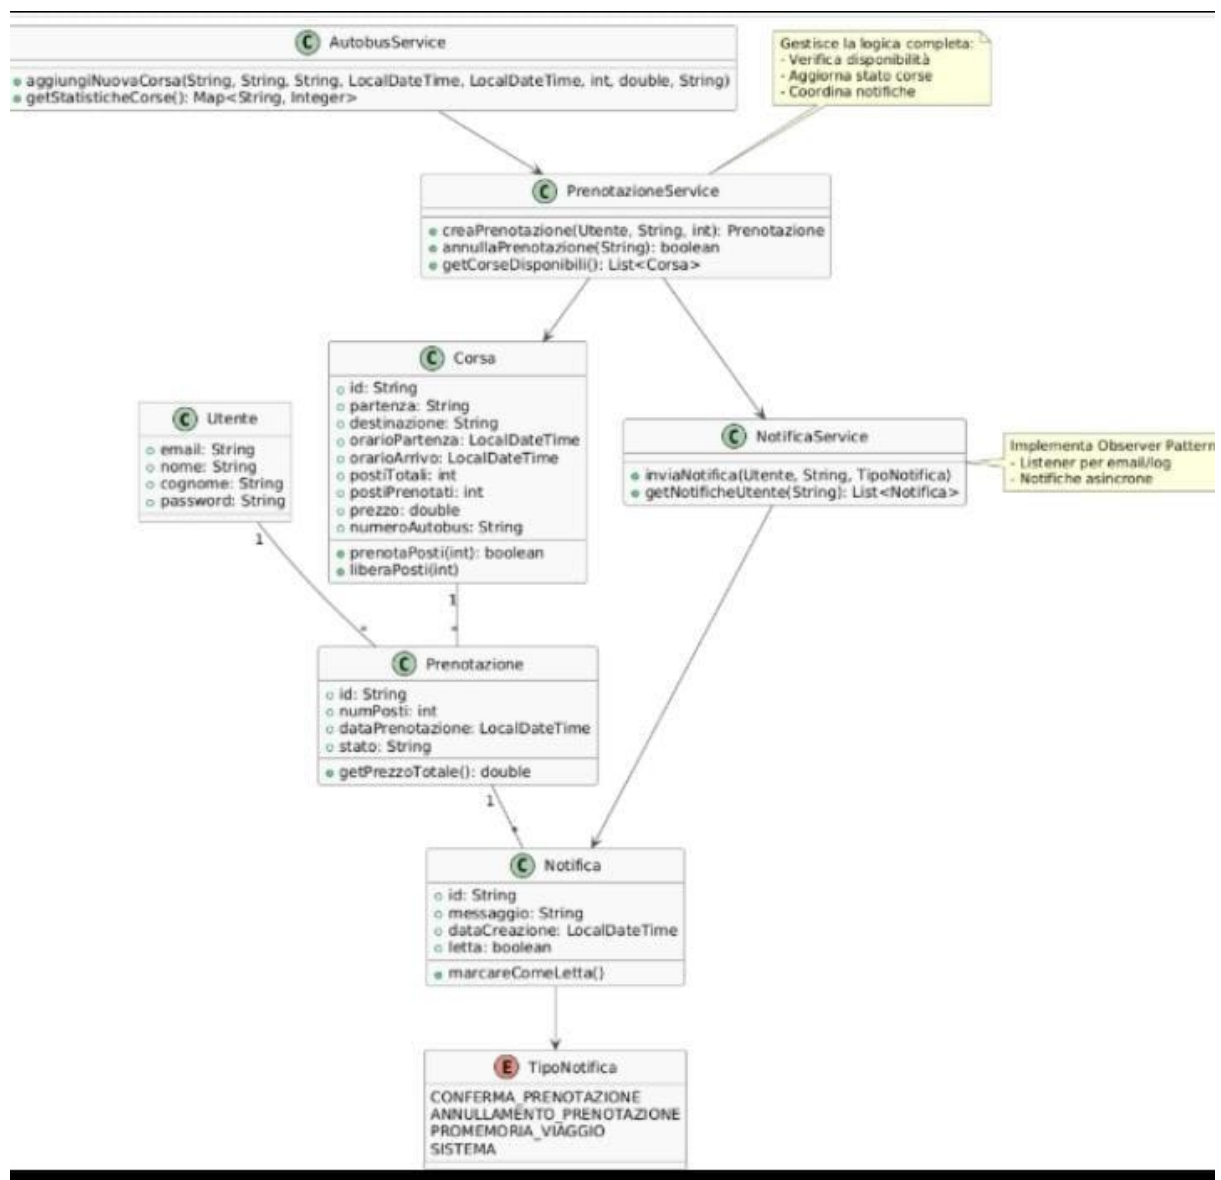 C AutobusService
aggiungiNuovaCorsa(String, String, String, LocalDateTime, LocalDateTime, int, double, String)
getStatisticheCorse(): Map<String, Integer>
Gestisce la logica completa:
- Verifica disponibilità
- Aggiorna stato corse
- Coordina notifiche
C PrenotazioneService
creaPrenotazione(Utente, String, int): Prenotazione
annullaPrenotazione(String): boolean
getCorseDisponibili(): List<Corsa>
C Corsa
id: String
partenza: String
destinazione: String
orarioPartenza: LocalDateTime
orarioArrivo: LocalDateTime
postiTotali: int
postiPrenotati: int
prezzo: double
numeroAutobus: String
prenotaPosti(int): boolean
liberaPosti(int)
C Utente
email: String
nome: String
cognome: String
password: String
C NotificaService
inviaNotifica(Utente, String, TipoNotifica)
getNotificheUtente(String): List<Notifica>
Implementa Observer Pattern
- Listener per email/log
- Notifiche asincrone
1
*
1
*
C Prenotazione
id: String
numPosti: int
dataPrenotazione: LocalDateTime
stato: String
getPrezzoTotale(): double
1
*
C Notifica
id: String
messaggio: String
dataCreazione: LocalDateTime
letta: boolean
marcareComeLetta()
E TipoNotifica
CONFERMA_PRENOTAZIONE
ANNULLAMENTO_PRENOTAZIONE
PROMEMORIA_VIAGGIO
SISTEMA